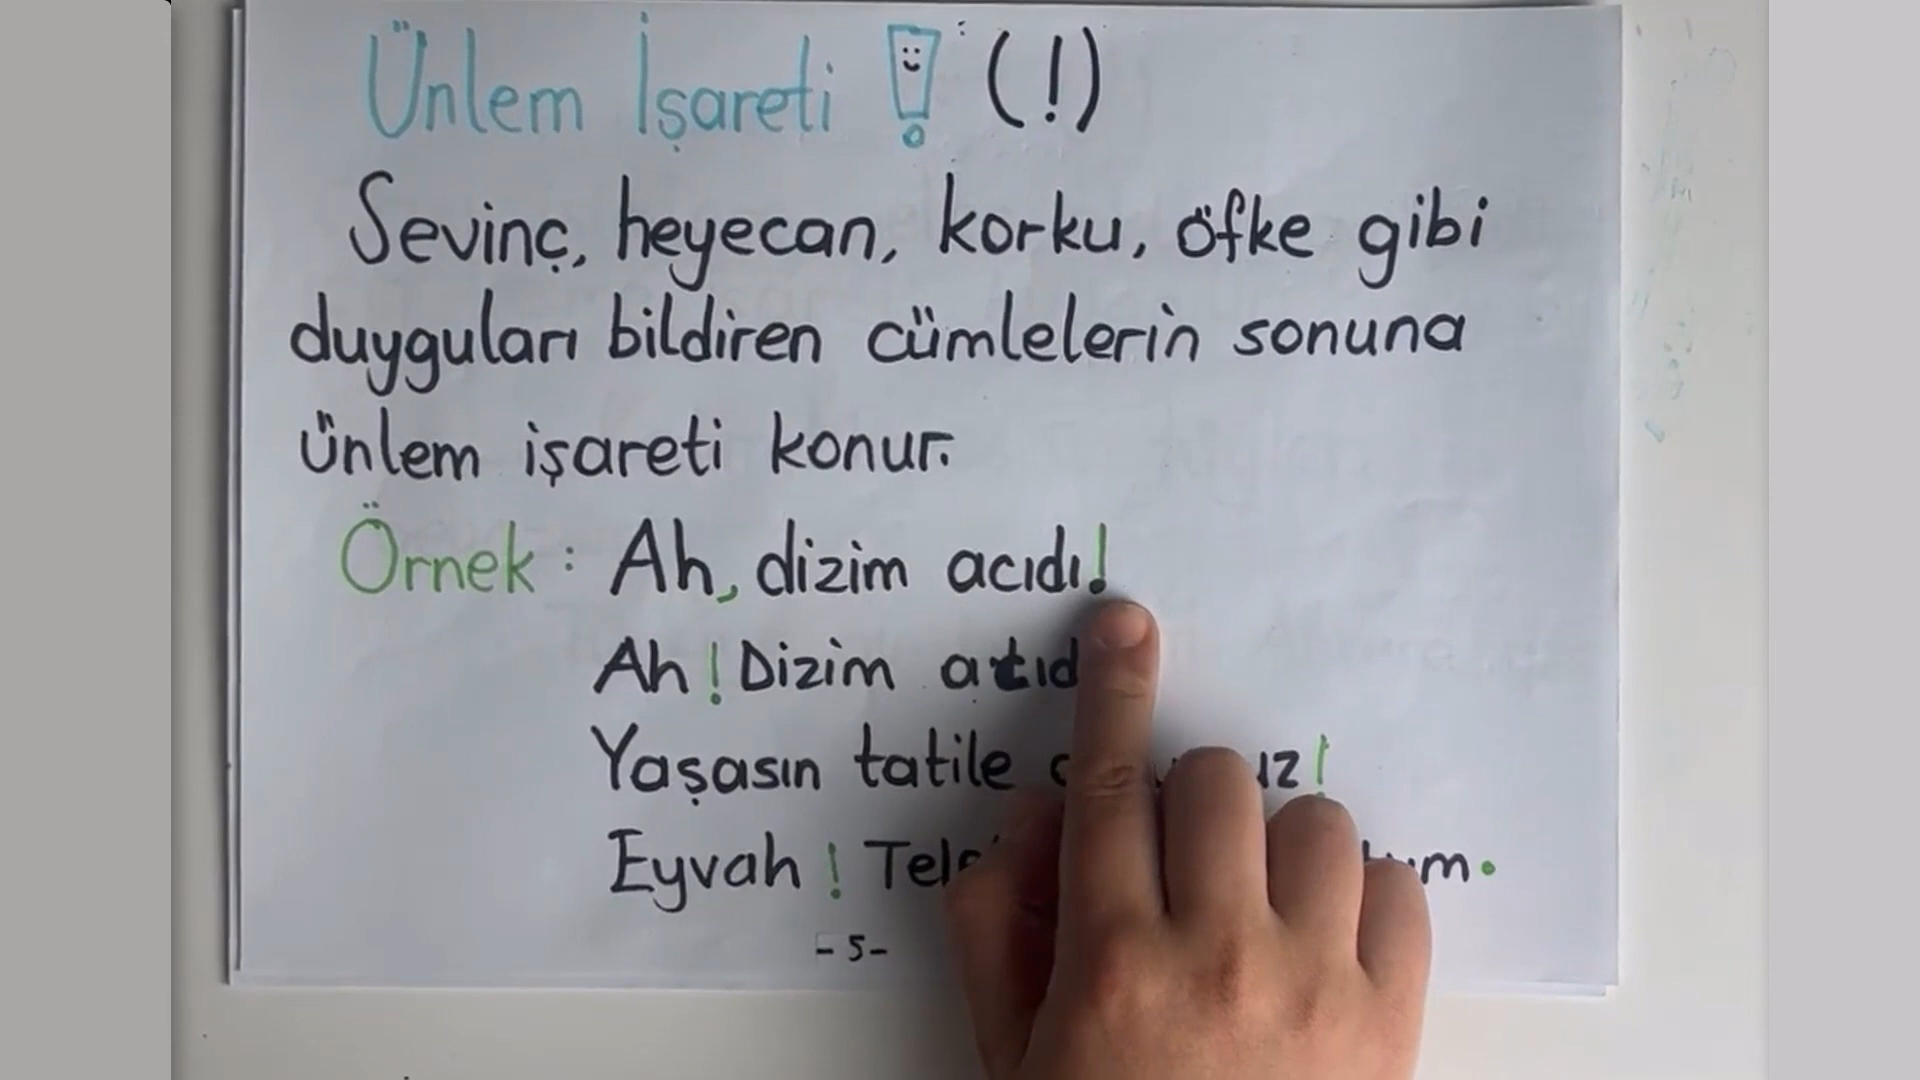 Ünlem İşareti ! (!)
Sevinç, heyecan, korku, öfke gibi
duyguları bildiren cümlelerin sonuna
ünlem işareti konur.
Örnek : Ah, dizim acıdı!
Ah! Dizim
Yaşasın tatile
Eyvah!
-5-